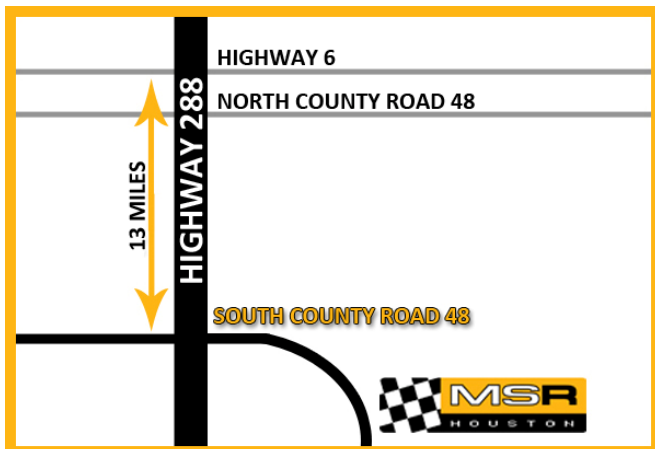 HIGHWAY 6
NORTH COUNTY ROAD 48
HIGHWAY 288
13 MILES
SOUTH COUNTY ROAD 48
MSR
HOUSTON